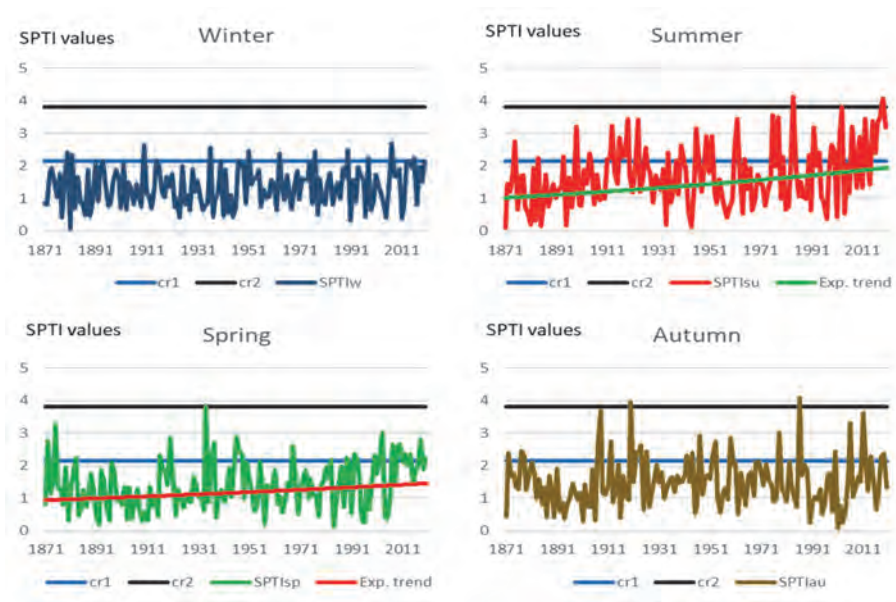 SPTI values
Winter
5
4
3
2
1
0
1871 1891 1911 1931 1951 1971 1991 2011
cr1 cr2 SPTIw
SPTI values
Summer
5
4
3
2
1
0
1871 1891 1911 1931 1951 1971 1991 2011
cr1 cr2 SPTIsu Exp. trend
SPTI values
Spring
5
4
3
2
1
0
1871 1891 1911 1931 1951 1971 1991 2011
cr1 cr2 SPTIsp Exp. trend
SPTI values
Autumn
5
4
3
2
1
0
1871 1891 1911 1931 1951 1971 1991 2011
cr1 cr2 SPTIau